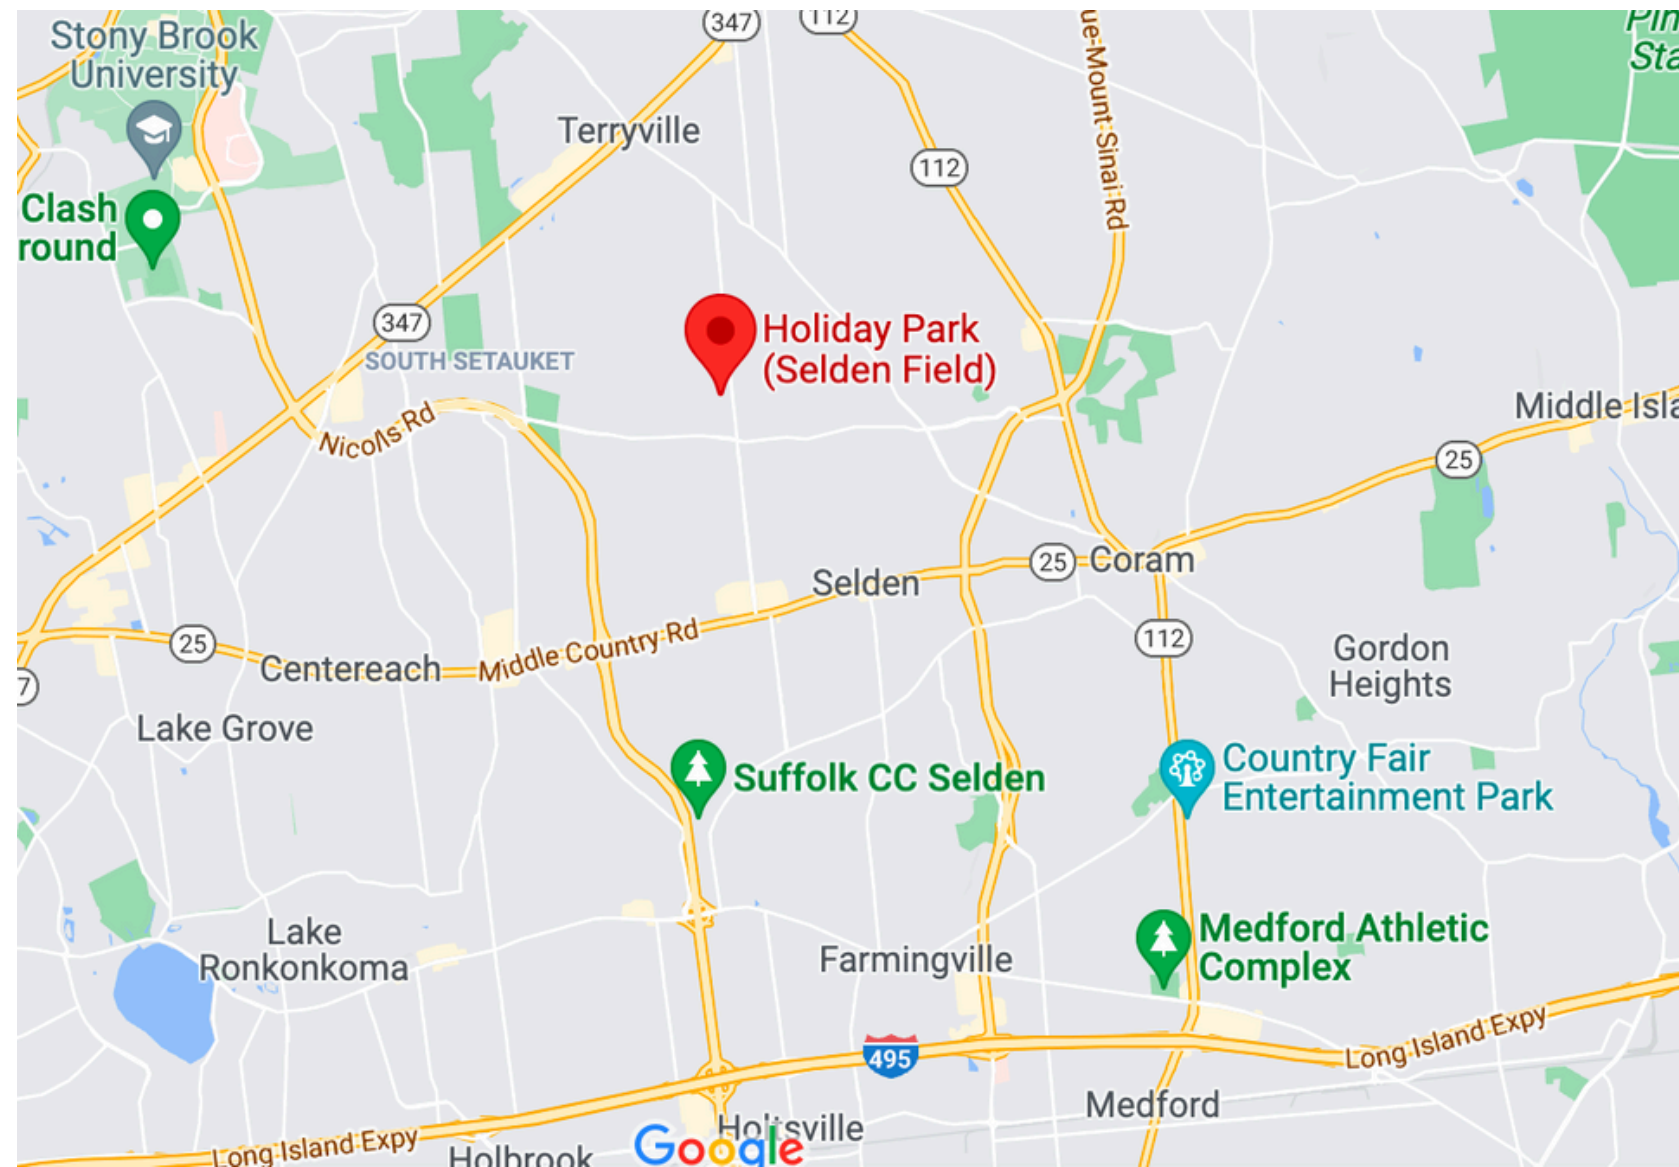 347
112
Pin
Sta
Stony Brook
University
ue-Mount Sinai Rd
Terryville
112
Clash
round
347
Holiday Park
(Selden Field)
SOUTH SETAUKET
Nicolls Rd
Middle Isla
25
25
Coram
Selden
25
Middle Country Rd
112
Centereach
7
Gordon
Heights
Lake Grove
Suffolk CC Selden
Country Fair
Entertainment Park
Lake
Ronkonkoma
Farmingville
Medford Athletic
Complex
495
Long Island Expy
Medford
Long Island Expy
Holbrook
Google
Holtsville